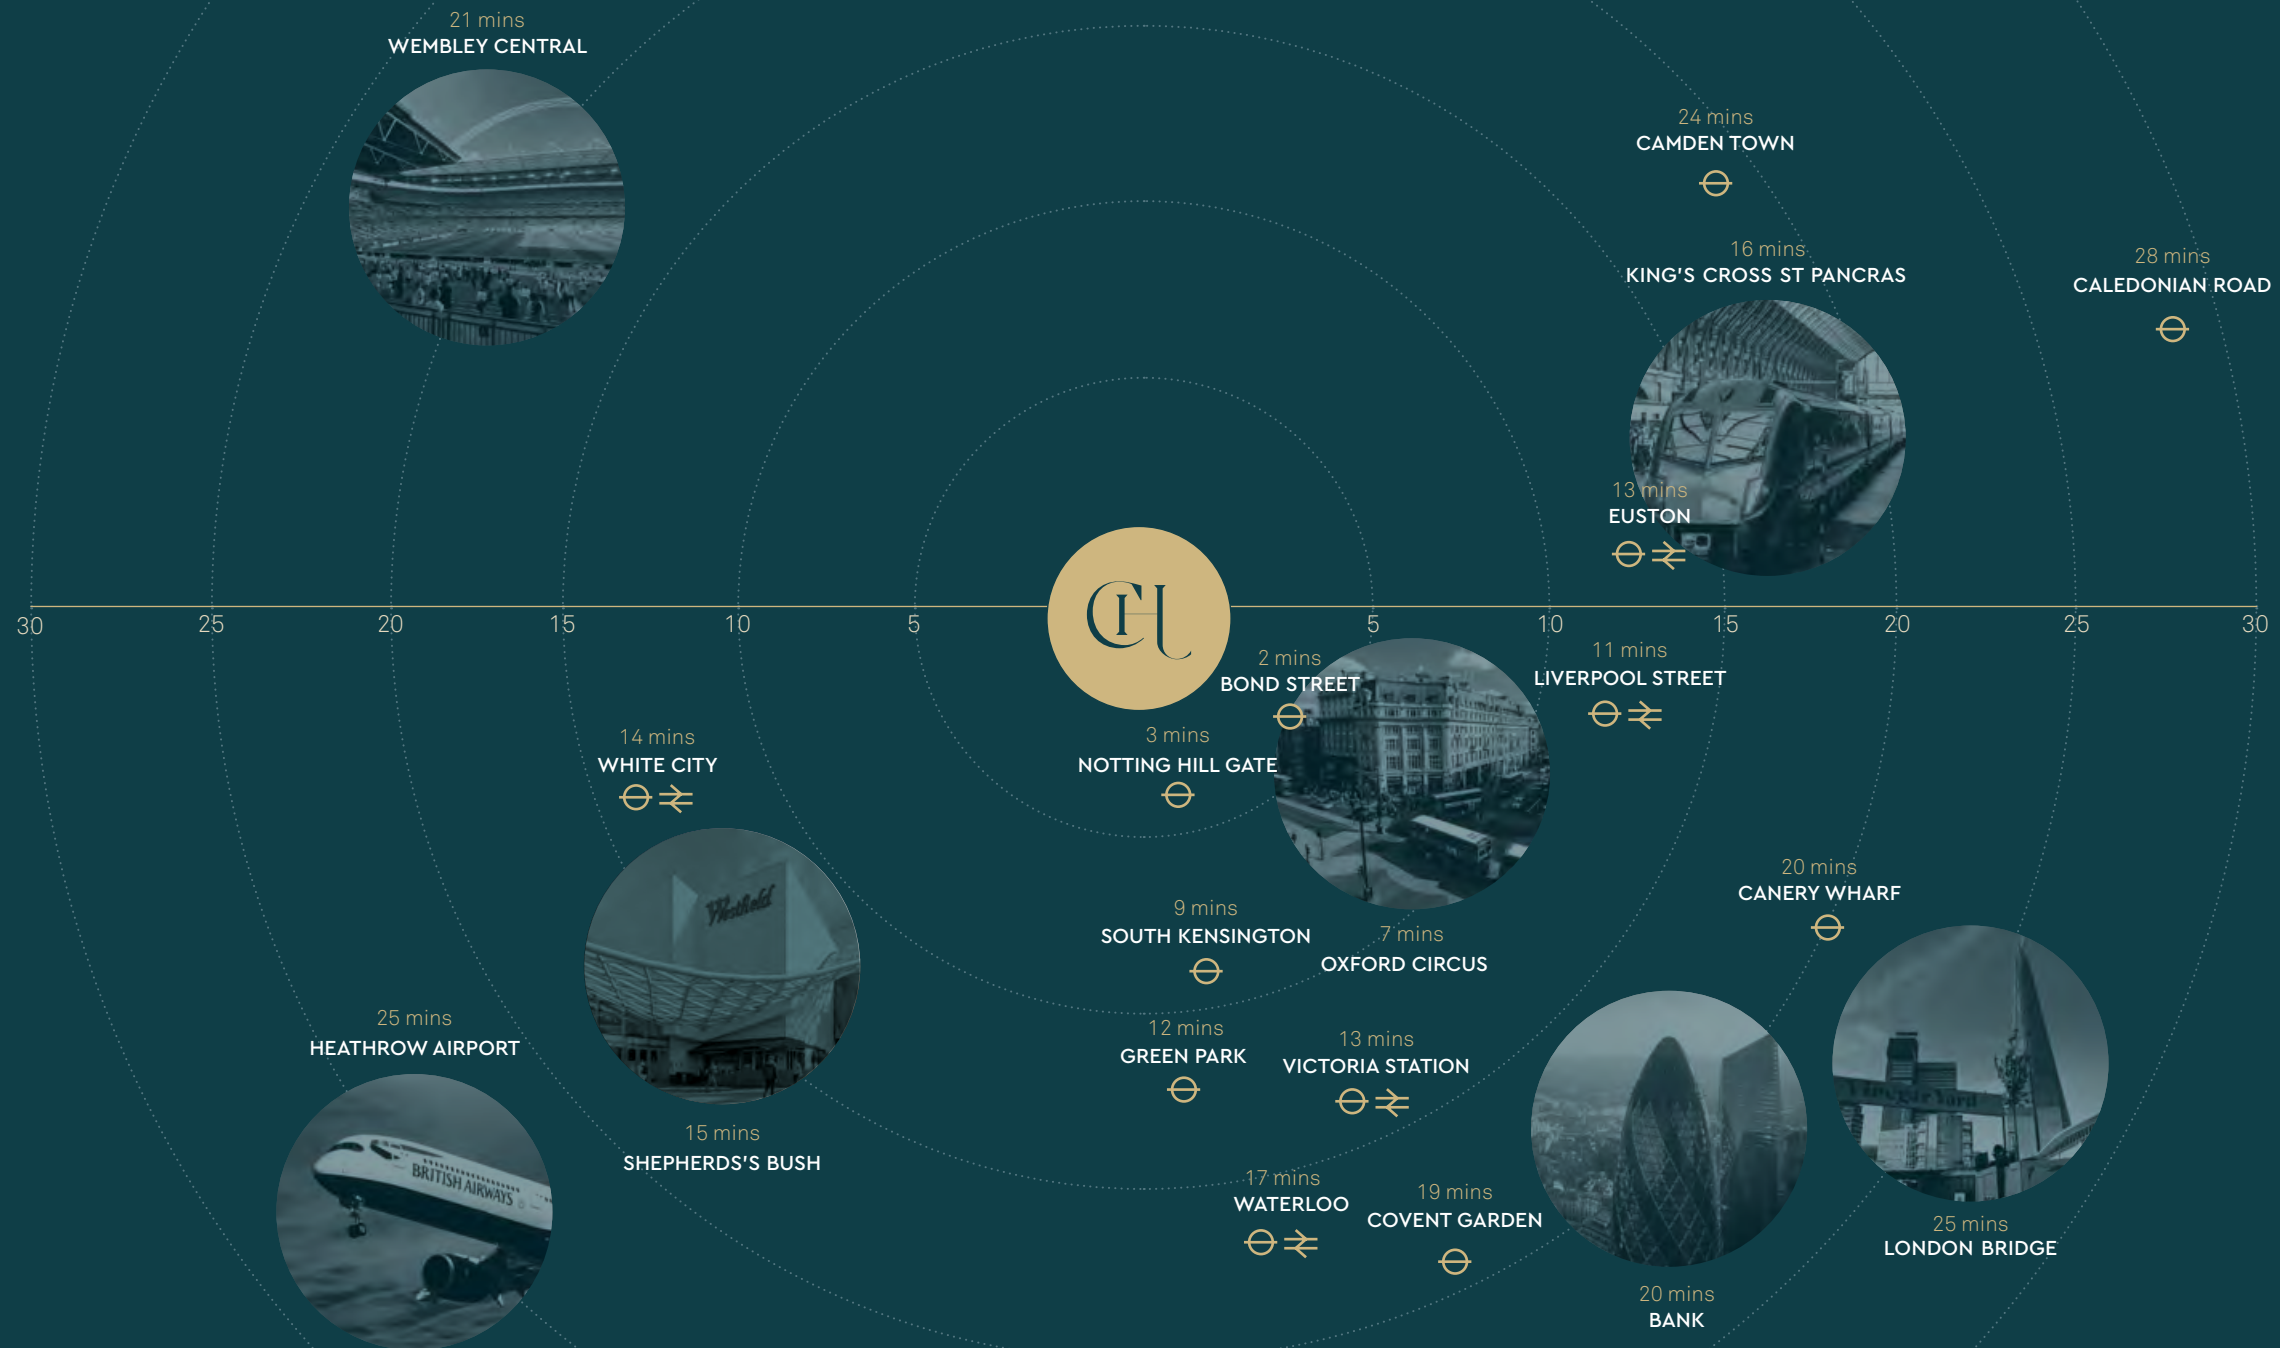 21 mins
WEMBLEY CENTRAL
24 mins
CAMDEN TOWN
16 mins
KING'S CROSS ST PANCRAS
28 mins
CALEDONIAN ROAD
13 mins
EUSTON
30 25 20 15 10 5 5 10 15 20 25 30
CH
2 mins
BOND STREET
11 mins
LIVERPOOL STREET
3 mins
NOTTING HILL GATE
14 mins
WHITE CITY
Westfield
20 mins
CANERY WHARF
9 mins
SOUTH KENSINGTON
7 mins
OXFORD CIRCUS
25 mins
HEATHROW AIRPORT
BRITISH AIRWAYS
12 mins
GREEN PARK
13 mins
VICTORIA STATION
Vinegar Yard
15 mins
SHEPHERDS'S BUSH
17 mins
WATERLOO
19 mins
COVENT GARDEN
25 mins
LONDON BRIDGE
20 mins
BANK